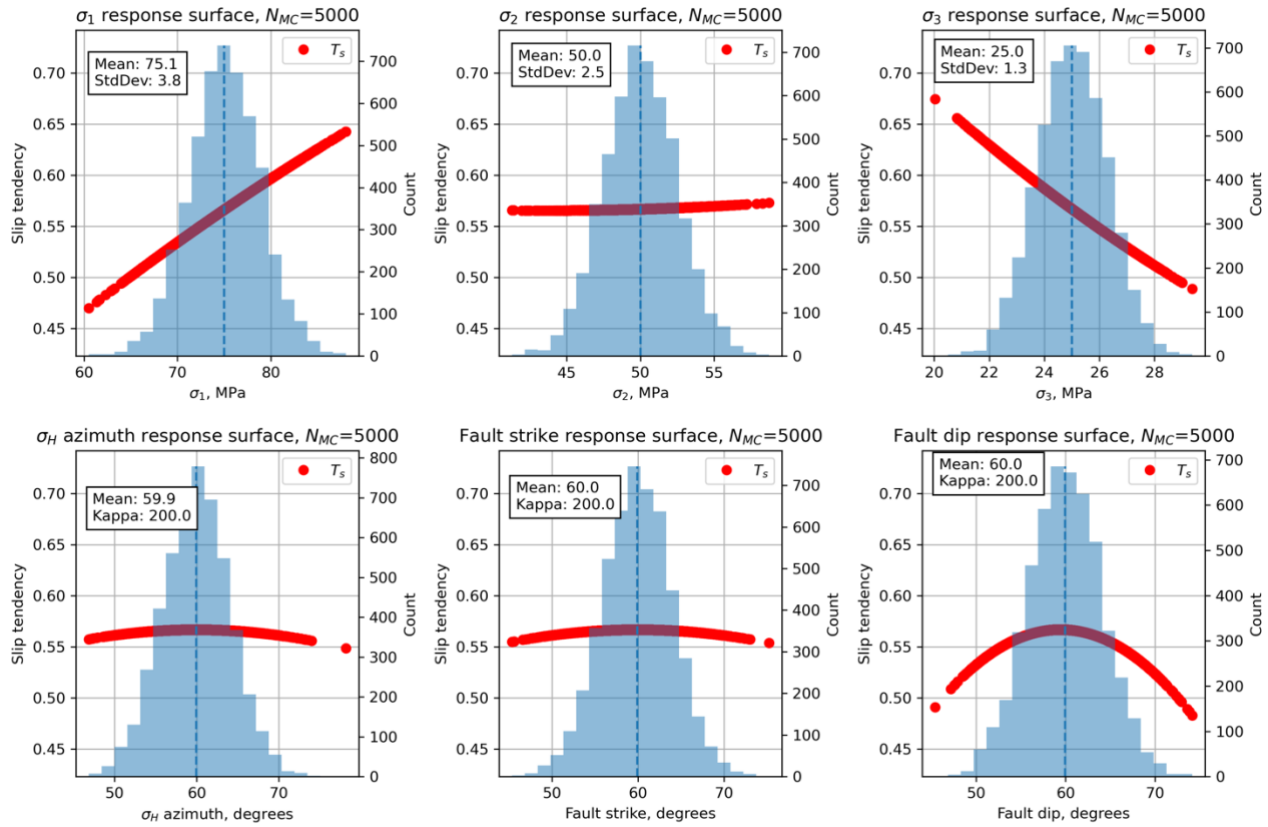 σ1 response surface, NMC=5000
Mean: 75.1
StdDev: 3.8
Ts
Slip tendency
0.70
0.65
0.60
0.55
0.50
0.45
Count
700
600
500
400
300
200
100
0
60
70
80
σ1, MPa
σ2 response surface, NMC=5000
Mean: 50.0
StdDev: 2.5
Ts
Slip tendency
0.70
0.65
0.60
0.55
0.50
0.45
Count
700
600
500
400
300
200
100
0
45
50
55
σ2, MPa
σ3 response surface, NMC=5000
Mean: 25.0
StdDev: 1.3
Ts
Slip tendency
0.70
0.65
0.60
0.55
0.50
0.45
Count
700
600
500
400
300
200
100
0
20
22
24
26
28
σ3, MPa
σH azimuth response surface, NMC=5000
Mean: 59.9
Kappa: 200.0
Ts
Slip tendency
0.70
0.65
0.60
0.55
0.50
0.45
Count
800
700
600
500
400
300
200
100
0
50
60
70
σH azimuth, degrees
Fault strike response surface, NMC=5000
Mean: 60.0
Kappa: 200.0
Ts
Slip tendency
0.70
0.65
0.60
0.55
0.50
0.45
Count
700
600
500
400
300
200
100
0
50
60
70
Fault strike, degrees
Fault dip response surface, NMC=5000
Mean: 60.0
Kappa: 200.0
Ts
Slip tendency
0.70
0.65
0.60
0.55
0.50
0.45
Count
700
600
500
400
300
200
100
0
50
60
70
Fault dip, degrees